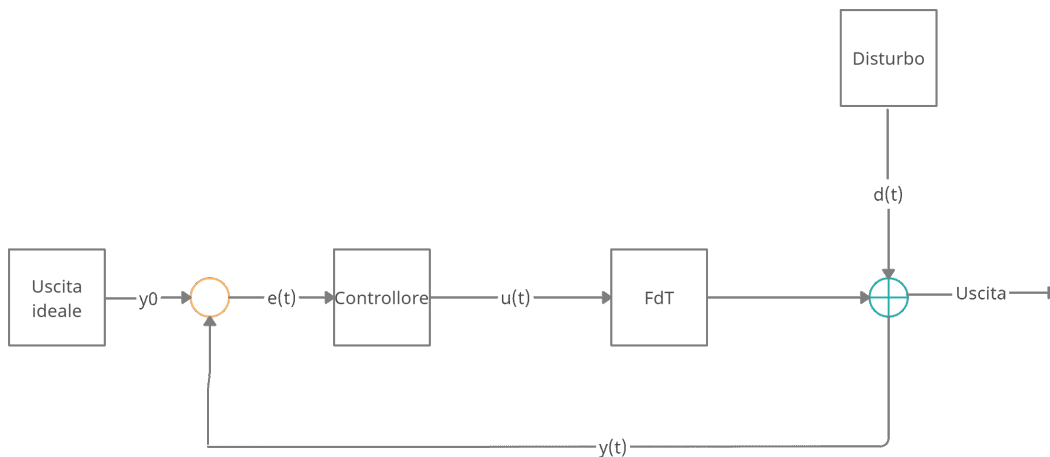 Disturbo
d(t)
Uscita
ideale
y0
e(t)
Controllore
u(t)
FdT
Uscita
y(t)